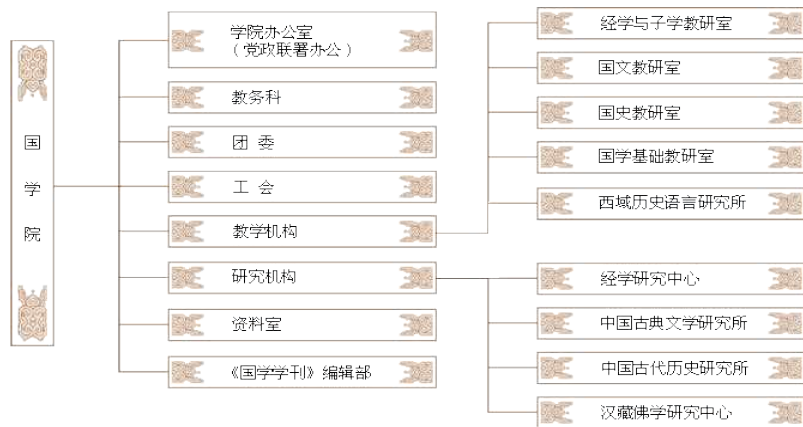 国学院
学院办公室
（党政联署办公）
教务科
团 委
工 会
教学机构
研究机构
资料室
《国学学刊》编辑部
经学与子学教研室
国文教研室
国史教研室
国学基础教研室
西域历史语言研究所
经学研究中心
中国古典文学研究所
中国古代历史研究所
汉藏佛学研究中心